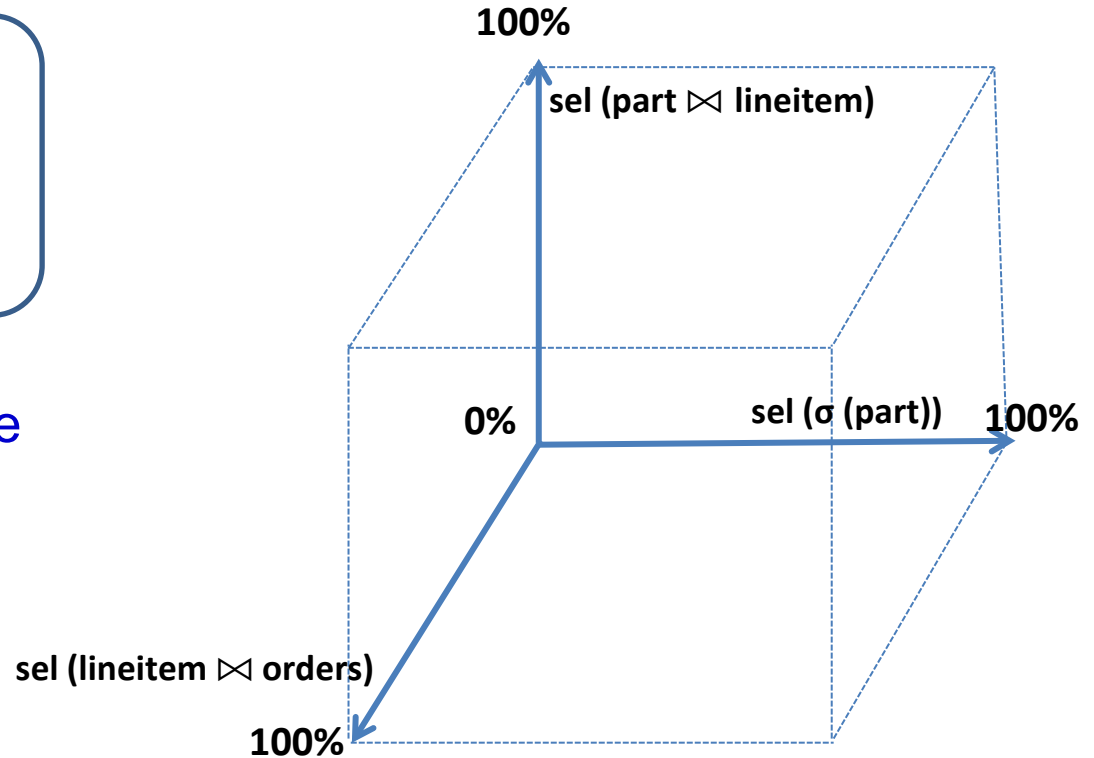 100%
sel (part ⋈ lineitem)
e
0%
sel (σ (part))
100%
sel (lineitem ⋈ orders)
100%